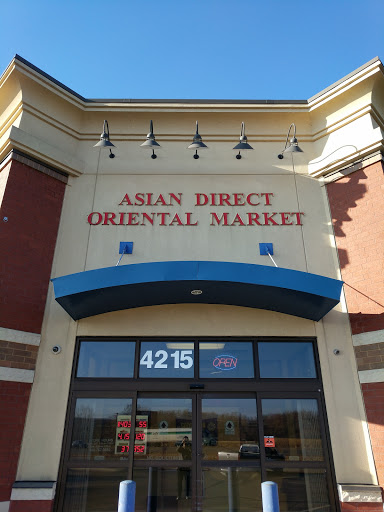 ASIAN DIRECT
ORIENTAL MARKET
4215
OPEN